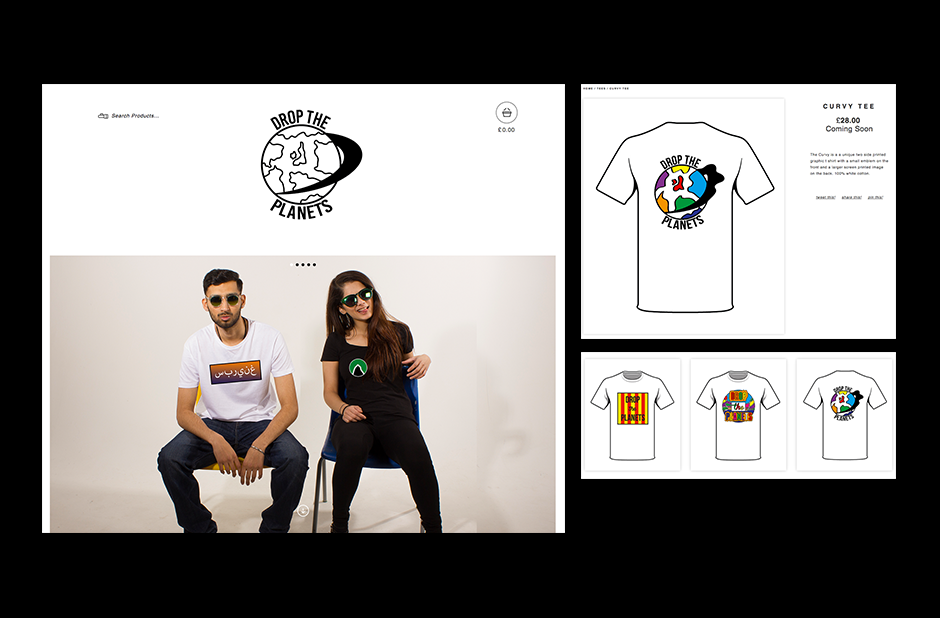 Search Products...
£0.00
DROP THE
PLANETS
غنيربس
HOME / TEES / CURVY TEE
DROP THE
PLANETS
CURVY TEE
£28.00
Coming Soon
The Curvy is a a unique two side printed
graphic t-shirt with a small emblem on the
front and a larger screen printed image
on the back. 100% white cotton.
tweet this! share this! pin this!
DROP
the
PLANETS
DROP
the
PLANETS
DROP THE
PLANETS